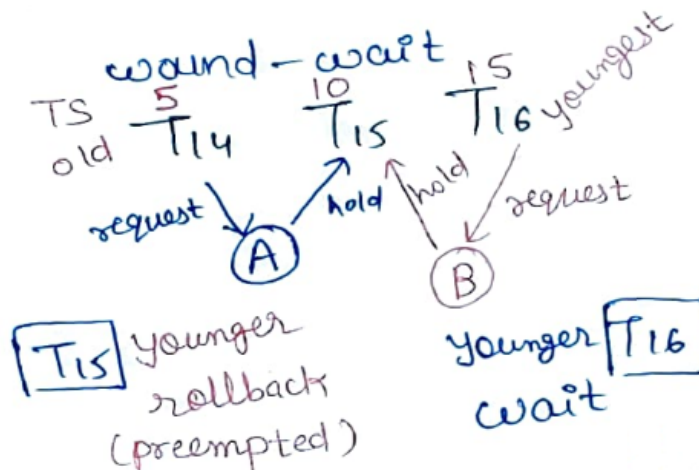 wound-wait
TS 5 10 15
old T14 T15 T16 youngest
request hold hold request
A B
T15 younger
rollback
(preempted)
younger T16
wait